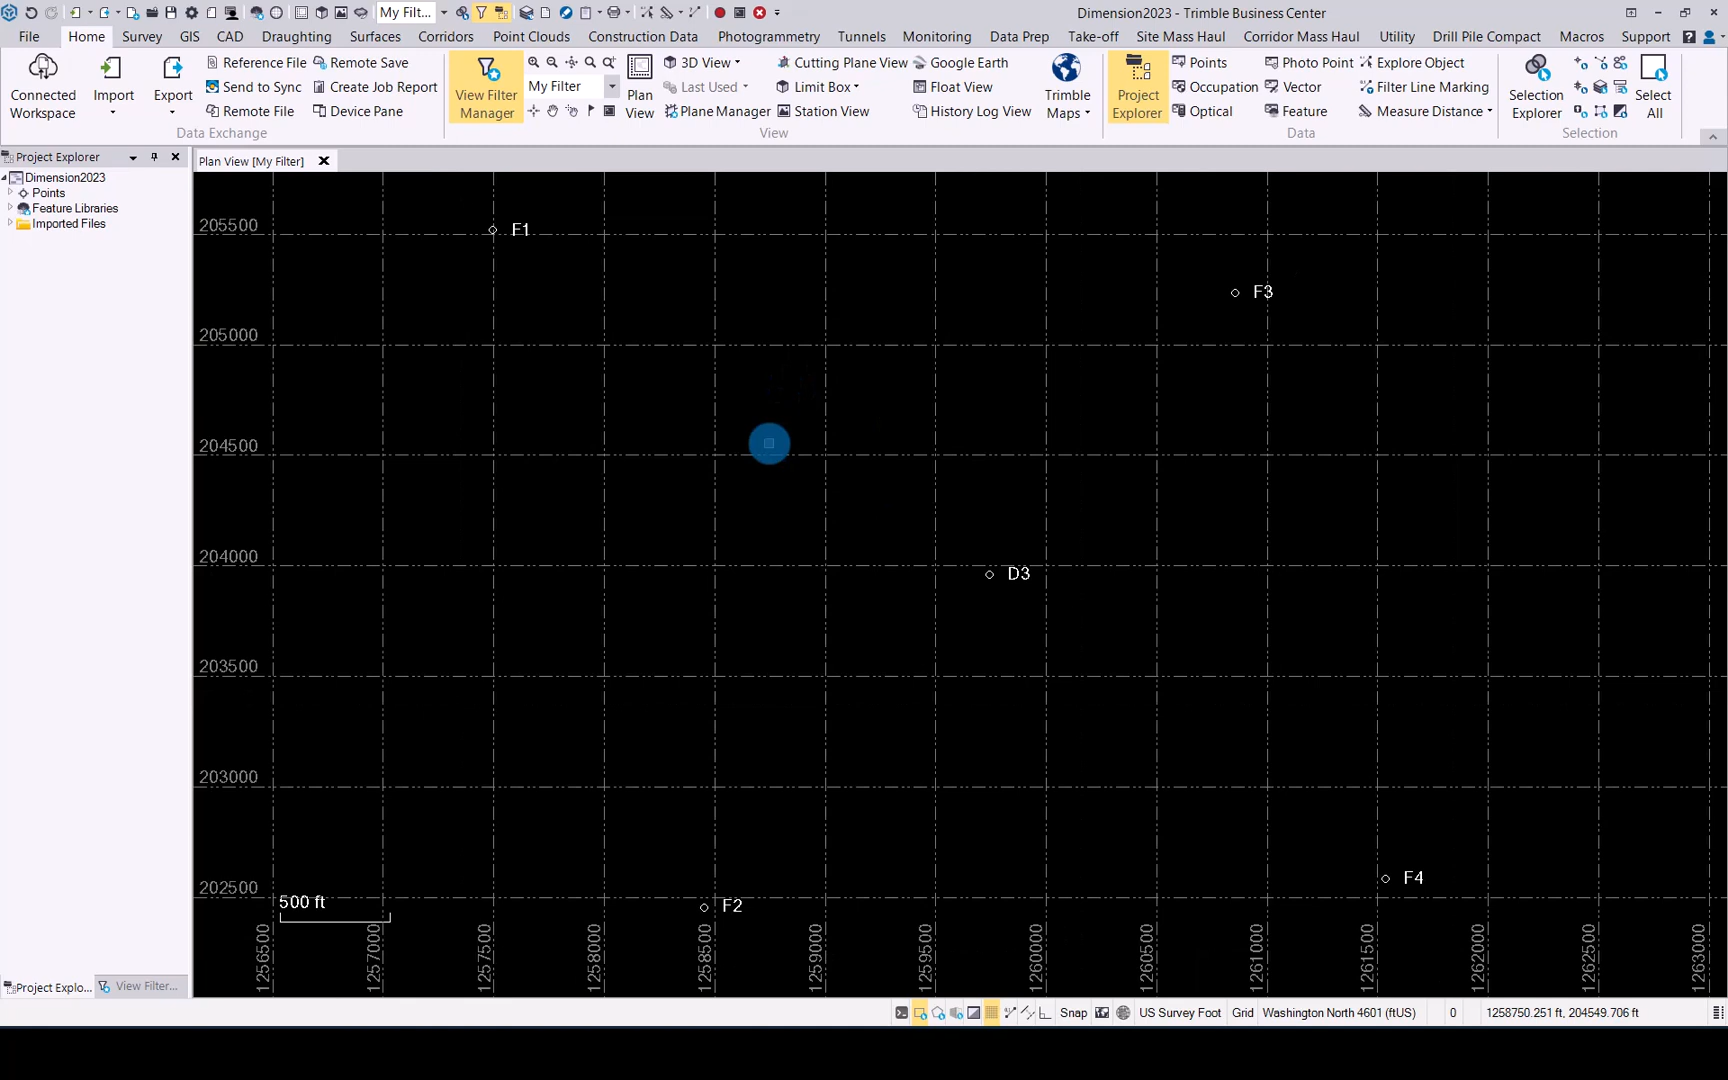 My Filt...
Dimension2023 - Trimble Business Center
File Home Survey GIS CAD Draughting Surfaces Corridors Point Clouds Construction Data Photogrammetry Tunnels Monitoring Data Prep Take-off Site Mass Haul Corridor Mass Haul Utility Drill Pile Compact Macros Support
Connected Workspace
Import
Export
Reference File
Remote Save
Send to Sync
Create Job Report
Remote File
Device Pane
Data Exchange
View Filter Manager
My Filter
Plan View
3D View
Last Used
Plane Manager
Cutting Plane View
Limit Box
Station View
Google Earth
Float View
History Log View
Trimble Maps
View
Project Explorer
Points
Occupation
Optical
Photo Point
Vector
Feature
Explore Object
Filter Line Marking
Measure Distance
Data
Selection Explorer
Select All
Selection
Project Explorer
Dimension2023
Points
Feature Libraries
Imported Files
Plan View [My Filter]
205500
F1
F3
205000
204500
204000
D3
203500
203000
202500
500 ft
F2
F4
1256500
1257000
1257500
1258000
1258500
1259000
1259500
1260000
1260500
1261000
1261500
1262000
1262500
1263000
Project Explo...
View Filter...
Snap
US Survey Foot
Grid
Washington North 4601 (ftUS)
0
1258750.251 ft, 204549.706 ft